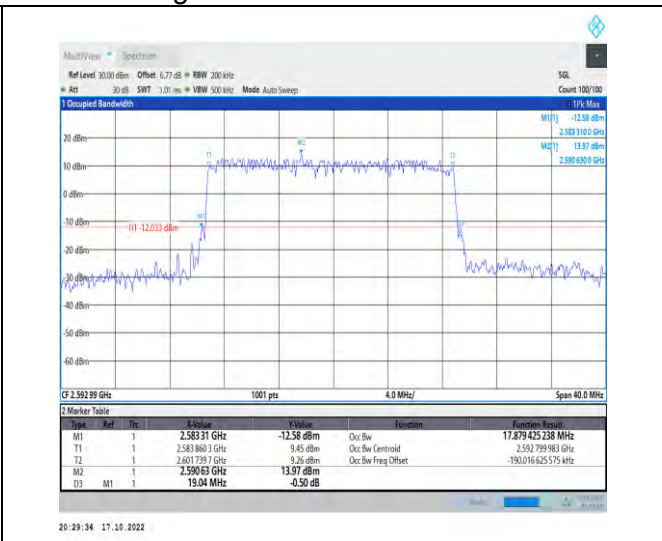 MultiView Spectrum
Ref Level 30.00 dBm Offset 6.77 dB RBW 200 kHz SGL
Att 30 dB SWT 1.01 ms VBW 500 kHz Mode Auto Sweep Count 100/100
1 Occupied Bandwidth 1Pk Max
M1[1] -12.58 dBm
2.583 310 0 GHz
M2[1] 13.97 dBm
2.590 630 0 GHz
20 dBm
M2
T1
T2
10 dBm
0 dBm
M1
-10 dBm
H1 -12.033 dBm
-20 dBm
-30 dBm
-40 dBm
-50 dBm
-60 dBm
CF 2.592 99 GHz 1001 pts 4.0 MHz/ Span 40.0 MHz
2 Marker Table
Type Ref Trc X-Value Y-Value Function Function Result
M1 1 2.583 31 GHz -12.58 dBm Occ Bw 17.879 425 238 MHz
T1 1 2.583 860 3 GHz 9.45 dBm Occ Bw Centroid 2.592 799 983 GHz
T2 1 2.601 739 7 GHz 9.26 dBm Occ Bw Freq Offset -190.016 625 575 kHz
M2 1 2.590 63 GHz 13.97 dBm
D3 M1 1 19.04 MHz -0.50 dB
20:29:34 17.10.2022